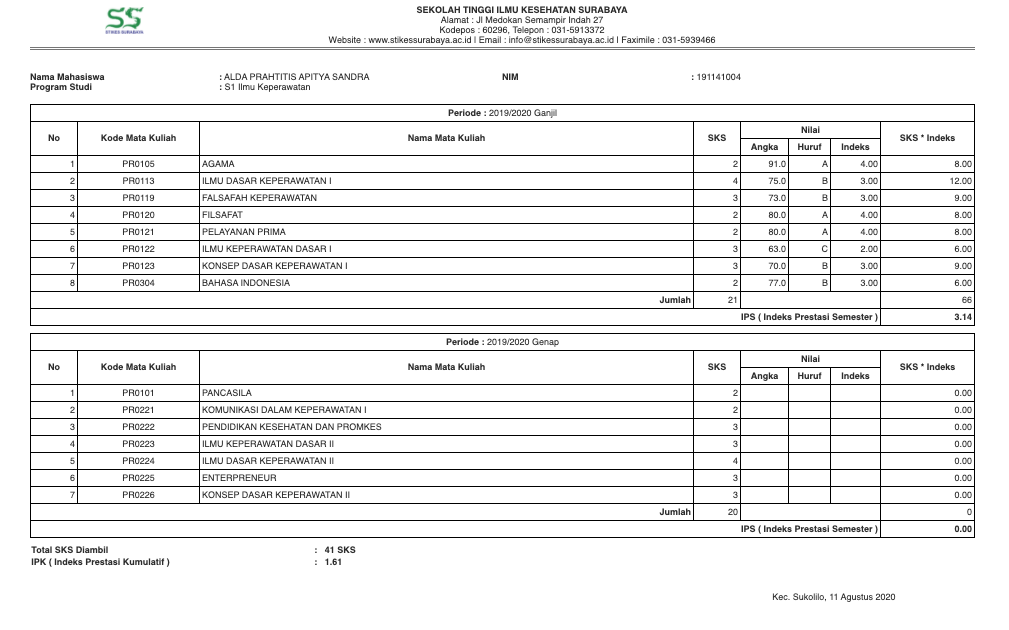 SEKOLAH TINGGI ILMU KESEHATAN SURABAYA
Alamat : Jl Medokan Semampir Indah 27
Kodepos : 60296, Telepon : 031-5913372
Website : www.stikessurabaya.ac.id I Email : info@stikessurabaya.ac.id I Faximile : 031-5939466
STIKES SURABAYA
Nama Mahasiswa : ALDA PRAHTITIS APITYA SANDRA NIM : 191141004
Program Studi : S1 Ilmu Keperawatan
Periode : 2019/2020 Ganjil
No Kode Mata Kuliah Nama Mata Kuliah SKS Nilai SKS * Indeks
Angka Huruf Indeks
1 PR0105 AGAMA 2 91.0 A 4.00 8.00
2 PR0113 ILMU DASAR KEPERAWATAN I 4 75.0 B 3.00 12.00
3 PR0119 FALSAFAH KEPERAWATAN 3 73.0 B 3.00 9.00
4 PR0120 FILSAFAT 2 80.0 A 4.00 8.00
5 PR0121 PELAYANAN PRIMA 2 80.0 A 4.00 8.00
6 PR0122 ILMU KEPERAWATAN DASAR I 3 63.0 C 2.00 6.00
7 PR0123 KONSEP DASAR KEPERAWATAN I 3 70.0 B 3.00 9.00
8 PR0304 BAHASA INDONESIA 2 77.0 B 3.00 6.00
Jumlah 21 66
IPS ( Indeks Prestasi Semester ) 3.14
Periode : 2019/2020 Genap
No Kode Mata Kuliah Nama Mata Kuliah SKS Nilai SKS * Indeks
Angka Huruf Indeks
1 PR0101 PANCASILA 2 0.00
2 PR0221 KOMUNIKASI DALAM KEPERAWATAN I 2 0.00
3 PR0222 PENDIDIKAN KESEHATAN DAN PROMKES 3 0.00
4 PR0223 ILMU KEPERAWATAN DASAR II 3 0.00
5 PR0224 ILMU DASAR KEPERAWATAN II 4 0.00
6 PR0225 ENTERPRENEUR 3 0.00
7 PR0226 KONSEP DASAR KEPERAWATAN II 3 0.00
Jumlah 20 0
IPS ( Indeks Prestasi Semester ) 0.00
Total SKS Diambil : 41 SKS
IPK ( Indeks Prestasi Kumulatif ) : 1.61
Kec. Sukolilo, 11 Agustus 2020